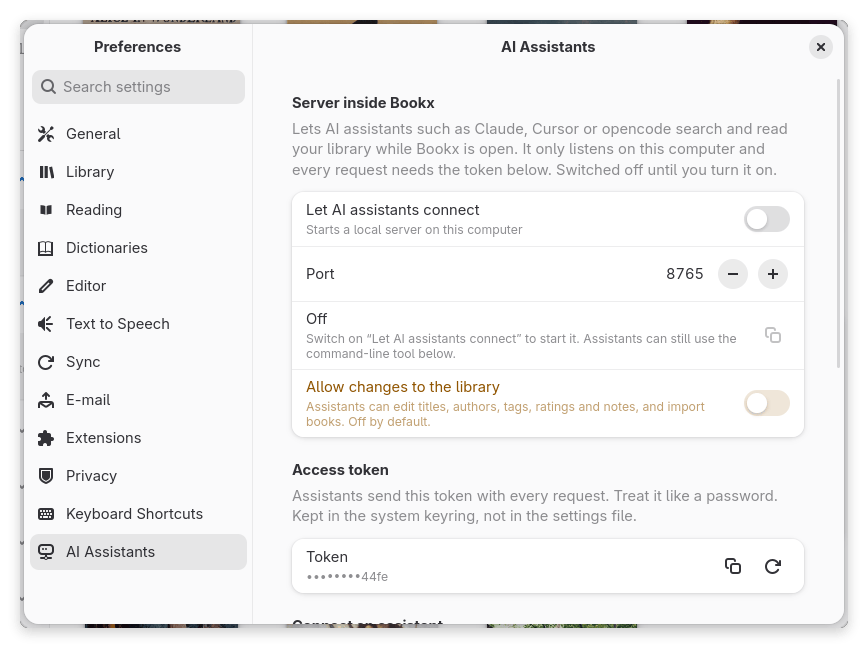 Preferences
Search settings
General
Library
Reading
Dictionaries
Editor
Text to Speech
Sync
E-mail
Extensions
Privacy
Keyboard Shortcuts
AI Assistants
AI Assistants
Server inside Bookx
Lets AI assistants such as Claude, Cursor or opencode search and read
your library while Bookx is open. It only listens on this computer and
every request needs the token below. Switched off until you turn it on.
Let AI assistants connect
Starts a local server on this computer
Port
8765
Off
Switch on “Let AI assistants connect” to start it. Assistants can still use the
command-line tool below.
Allow changes to the library
Assistants can edit titles, authors, tags, ratings and notes, and import
books. Off by default.
Access token
Assistants send this token with every request. Treat it like a password.
Kept in the system keyring, not in the settings file.
Token
••••••••44fe
Connect an assistant